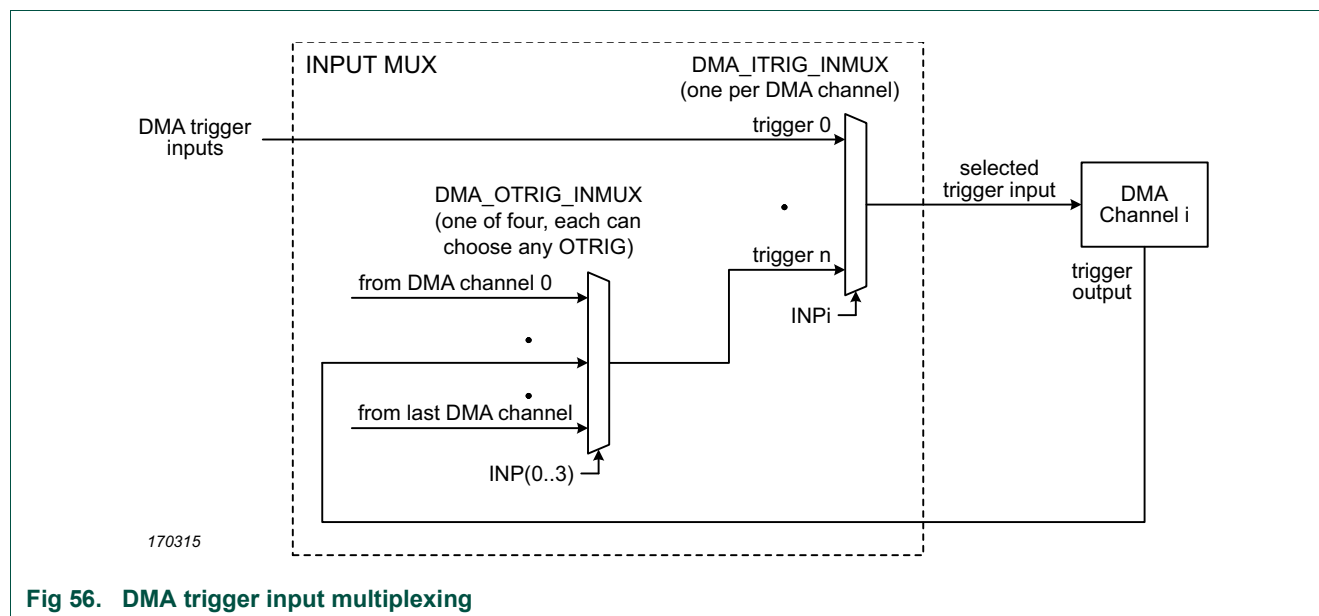 INPUT MUX
DMA_ITRIG_INMUX
(one per DMA channel)
DMA trigger
inputs
trigger 0
DMA_OTRIG_INMUX
(one of four, each can
choose any OTRIG)
selected
trigger input
DMA
Channel i
trigger n
trigger
output
from DMA channel 0
INPi
from last DMA channel
INP(0..3)
170315
Fig 56. DMA trigger input multiplexing